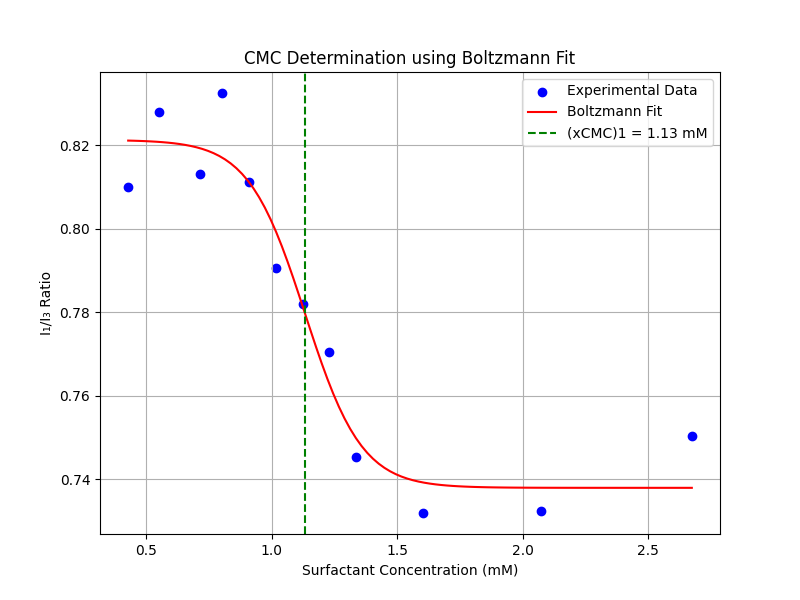 CMC Determination using Boltzmann Fit
Experimental Data
Boltzmann Fit
(xCMC)1 = 1.13 mM
I₁/I₃ Ratio
0.82
0.80
0.78
0.76
0.74
0.5
1.0
1.5
2.0
2.5
Surfactant Concentration (mM)